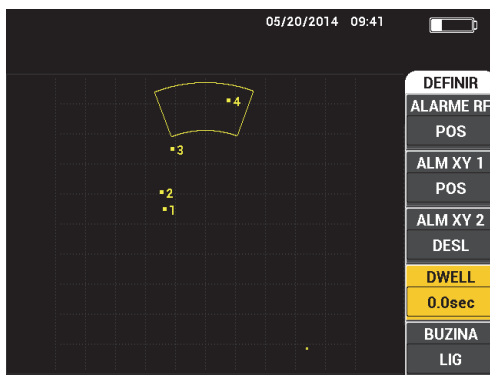 05/20/2014 09:41
DEFINIR
ALARME RF
POS
4
ALM XY 1
3
POS
2
1
ALM XY 2
DESL
DWELL
0.0sec
BUZINA
LIG